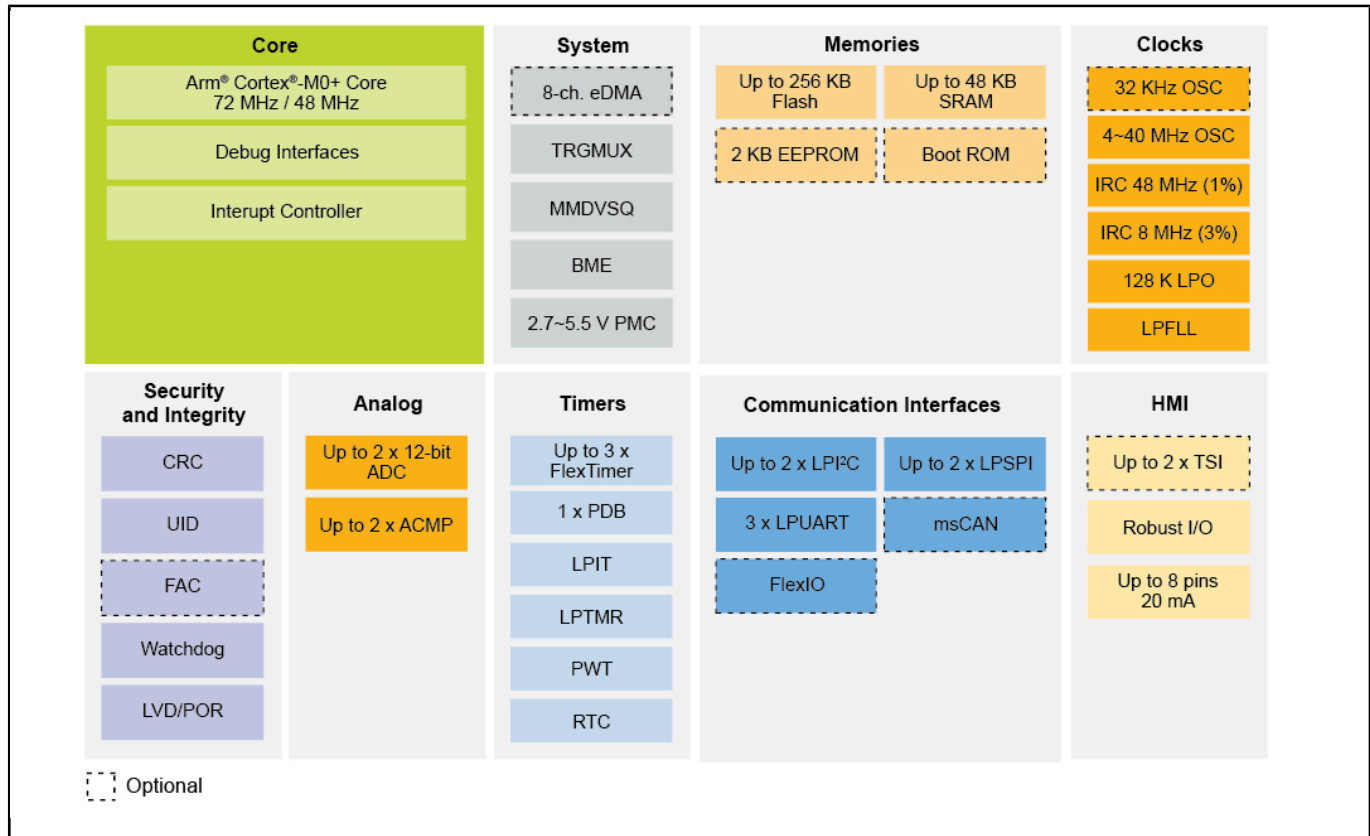 Core
Arm® Cortex®-M0+ Core
72 MHz / 48 MHz
Debug Interfaces
Interupt Controller
System
8-ch. eDMA
TRGMUX
MMDVSQ
BME
2.7~5.5 V PMC
Memories
Up to 256 KB
Flash
Up to 48 KB
SRAM
2 KB EEPROM
Boot ROM
Clocks
32 KHz OSC
4~40 MHz OSC
IRC 48 MHz (1%)
IRC 8 MHz (3%)
128 K LPO
LPFLL
Security
and Integrity
CRC
UID
FAC
Watchdog
LVD/POR
Analog
Up to 2 x 12-bit
ADC
Up to 2 x ACMP
Timers
Up to 3 x
FlexTimer
1 x PDB
LPIT
LPTMR
PWT
RTC
Communication Interfaces
Up to 2 x LPI²C
Up to 2 x LPSPI
3 x LPUART
msCAN
FlexIO
HMI
Up to 2 x TSI
Robust I/O
Up to 8 pins
20 mA
Optional